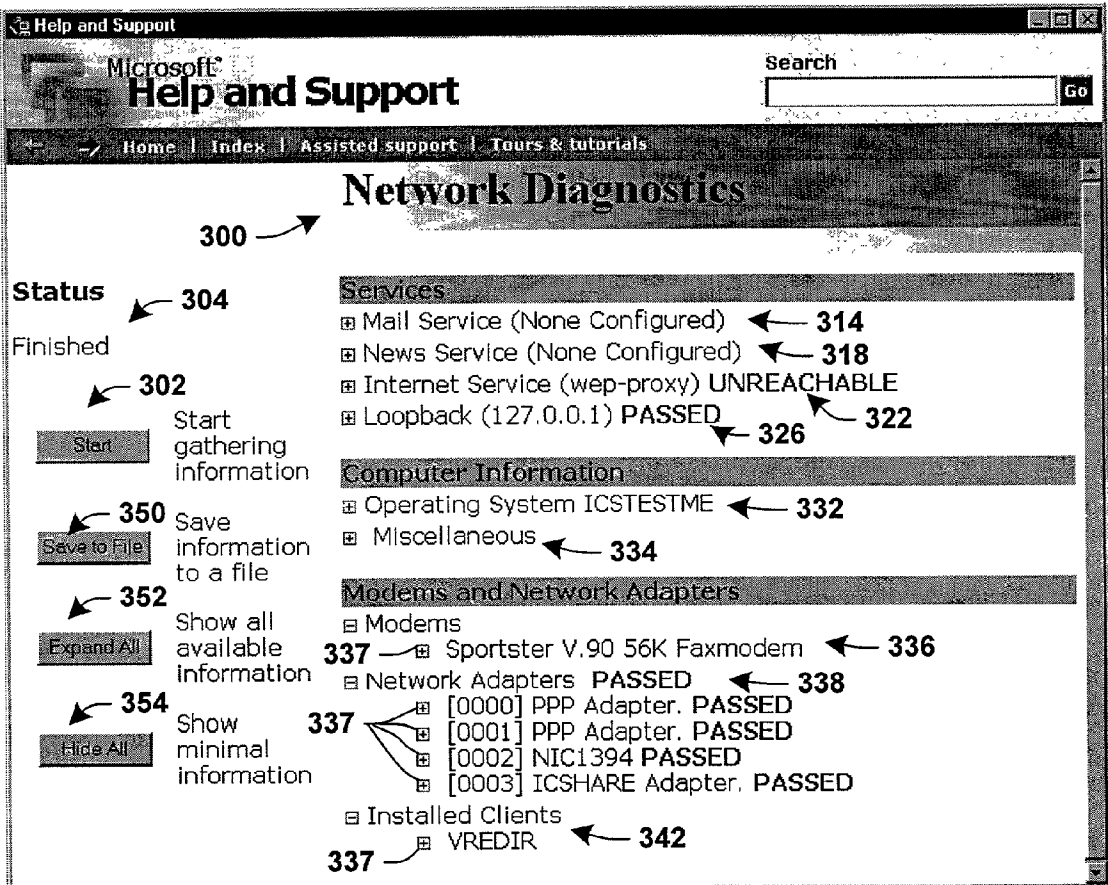 Help and Support
Microsoft®
Help and Support
Search
Go
Home | Index | Assisted support | Tours & tutorials
Network Diagnostics
300
Status
304
Finished
302
Start
Start
gathering
information
350
Save to File
Save
information
to a file
352
Expand All
Show all
available
information
354
Hide All
Show
minimal
information
Services
Mail Service (None Configured) 314
News Service (None Configured) 318
Internet Service (wep-proxy) UNREACHABLE
322
Loopback (127.0.0.1) PASSED
326
Computer Information
Operating System ICSTESTME 332
Miscellaneous
334
Modems and Network Adapters
Modems
337 Sportster V.90 56K Faxmodem 336
Network Adapters PASSED 338
337
[0000] PPP Adapter. PASSED
[0001] PPP Adapter. PASSED
[0002] NIC1394 PASSED
[0003] ICSHARE Adapter. PASSED
Installed Clients
342
VREDIR
337